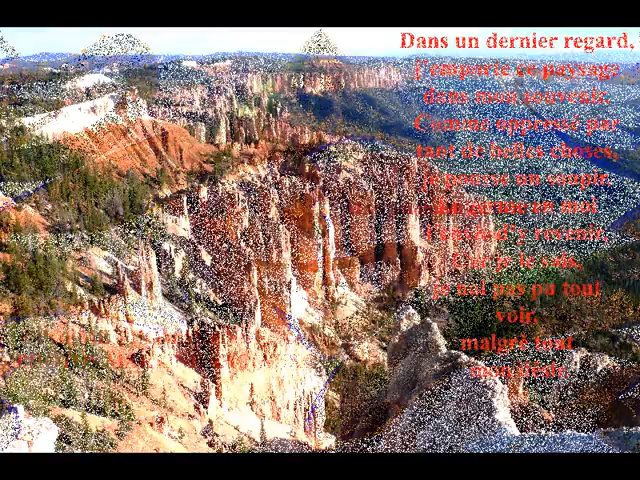 Dans un dernier regard,
j'emporte ce paysage
dans mon souvenir.
Comme oppressé par
tant de belles choses,
je pousse un soupir.
en moi
d'y revenir,
Car je le sais,
je n'ai pas pu tout
voir,
malgré tout
mon désir.